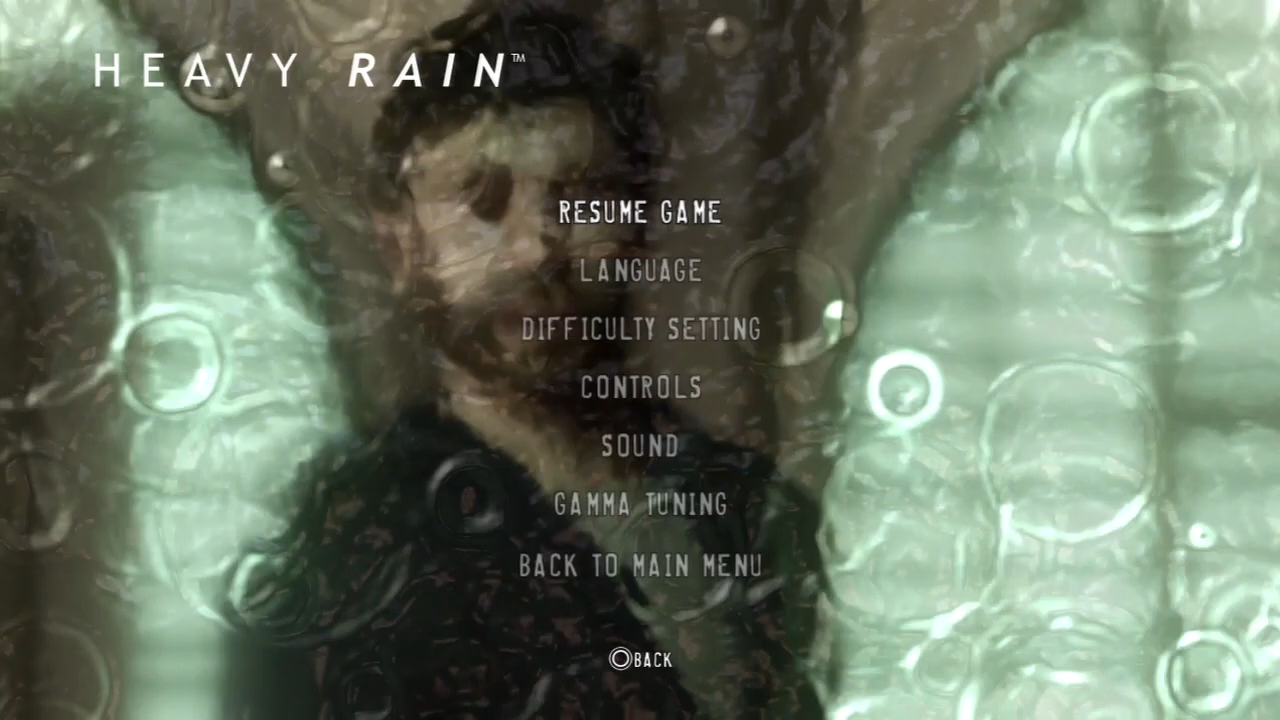 HEAVY RAIN™
RESUME GAME
LANGUAGE
DIFFICULTY SETTING
CONTROLS
SOUND
GAMMA TUNING
BACK TO MAIN MENU
BACK